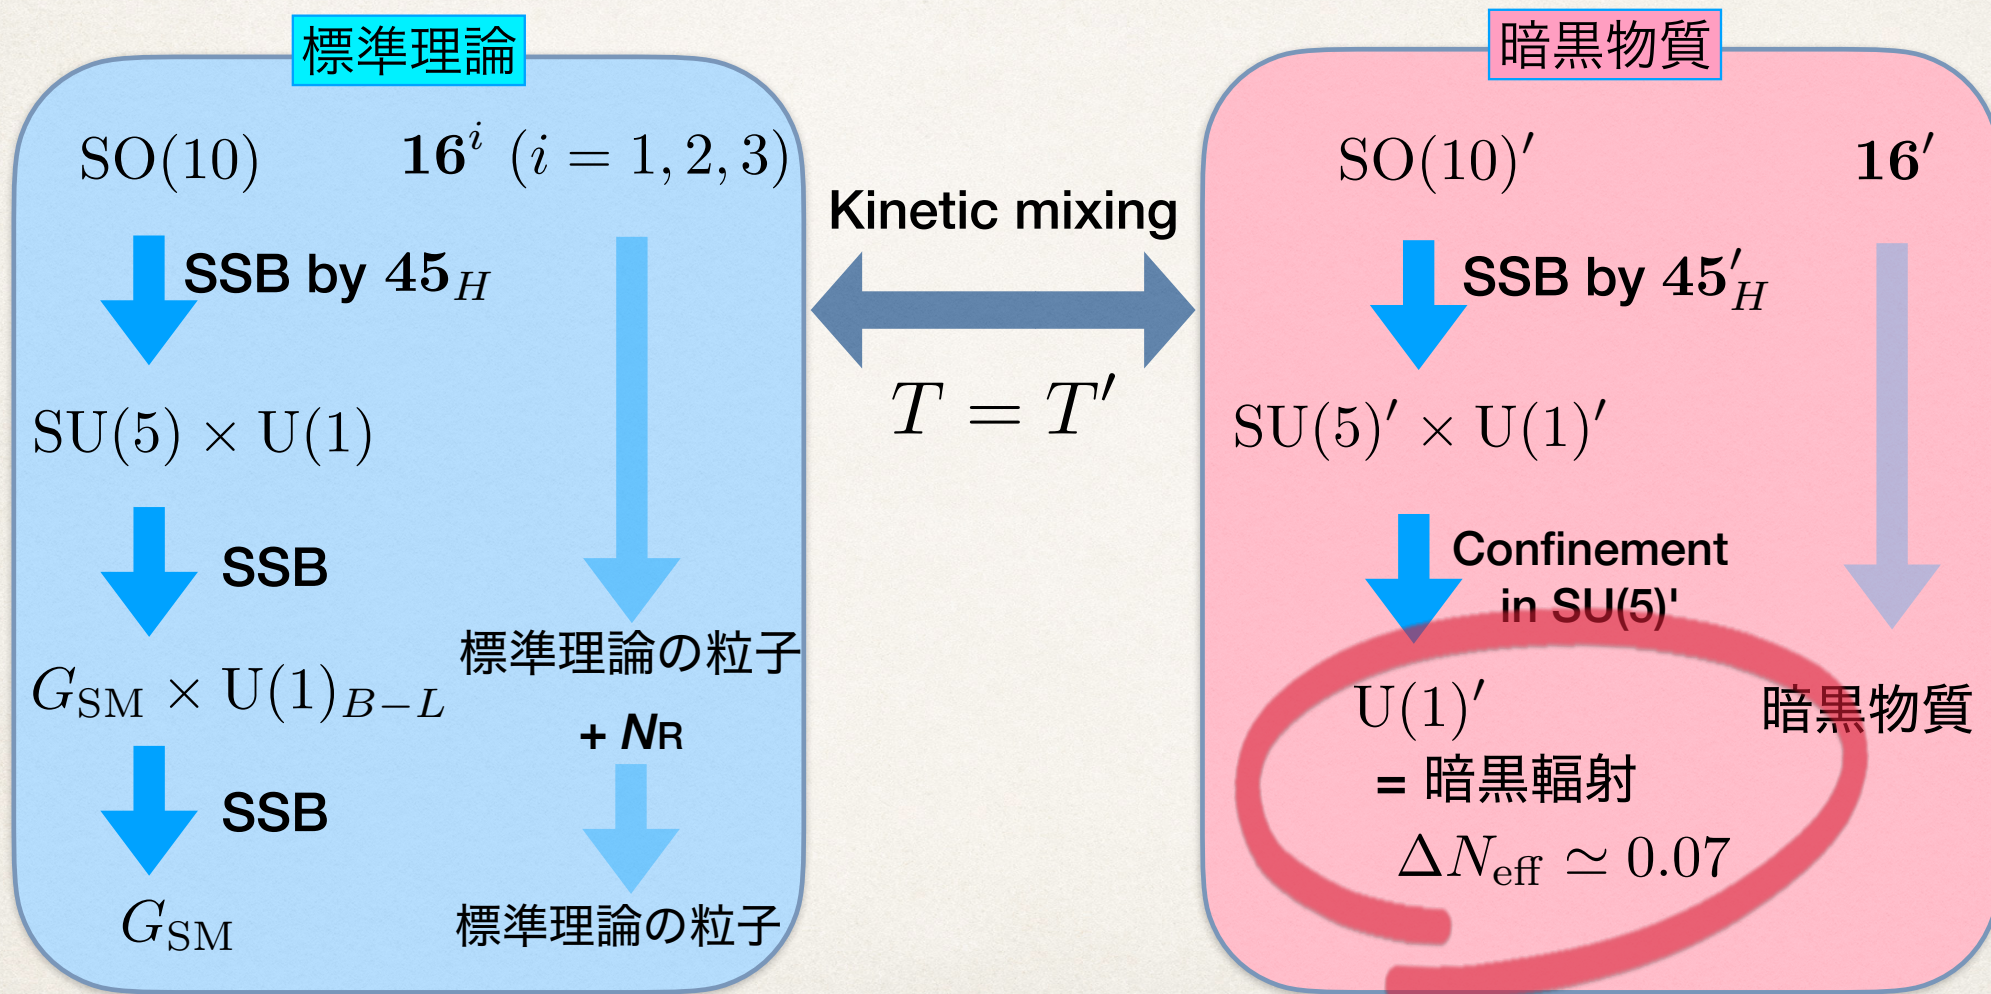 標準理論
SO(10) 16^i (i = 1, 2, 3)
SSB by 45_H
SU(5) × U(1)
SSB
標準理論の粒子
G_SM × U(1)_{B−L}
+ N_R
SSB
G_SM
標準理論の粒子
Kinetic mixing
T = T′
暗黒物質
SO(10)′ 16′
SSB by 45′_H
SU(5)′ × U(1)′
Confinement
in SU(5)'
U(1)′
暗黒物質
= 暗黒輻射
ΔN_eff ≃ 0.07